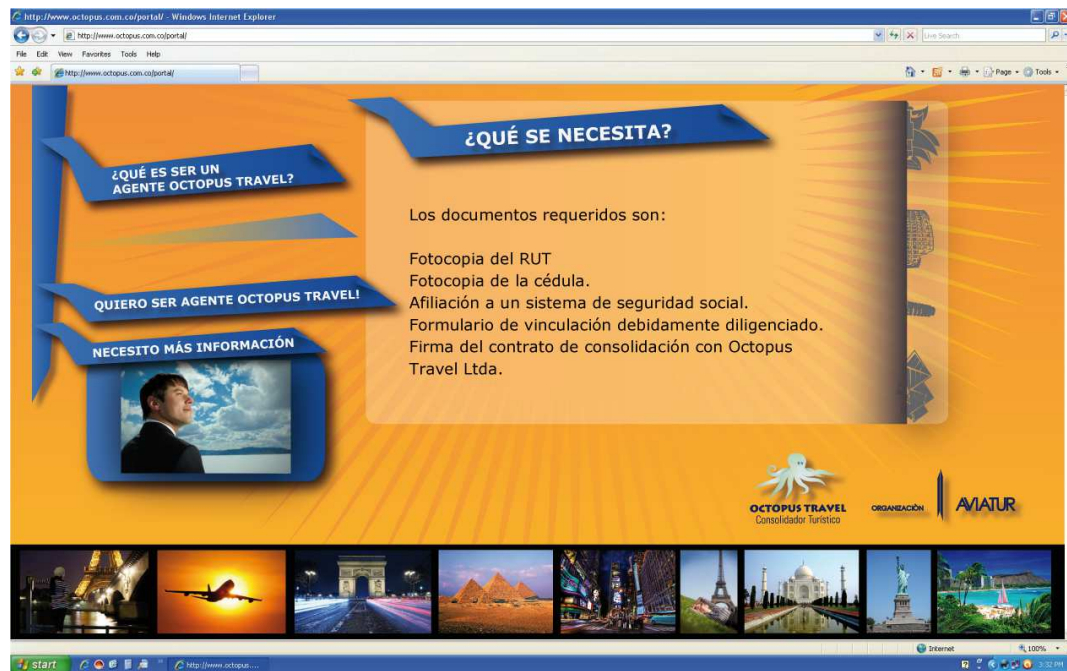 http://www.octopus.com.co/portal/ - Windows Internet Explorer
http://www.octopus.com.co/portal/
Live Search
File Edit View Favorites Tools Help
http://www.octopus.com.co/portal/
Page
Tools
¿QUÉ SE NECESITA?
¿QUÉ ES SER UN
AGENTE OCTOPUS TRAVEL?
QUIERO SER AGENTE OCTOPUS TRAVEL!
NECESITO MÁS INFORMACIÓN
Los documentos requeridos son:
Fotocopia del RUT
Fotocopia de la cédula.
Afiliación a un sistema de seguridad social.
Formulario de vinculación debidamente diligenciado.
Firma del contrato de consolidación con Octopus
Travel Ltda.
OCTOPUS TRAVEL
Consolidador Turístico
ORGANIZACIÓN
AVIATUR
Internet
100%
start
http://www.octopus....
3:32 PM